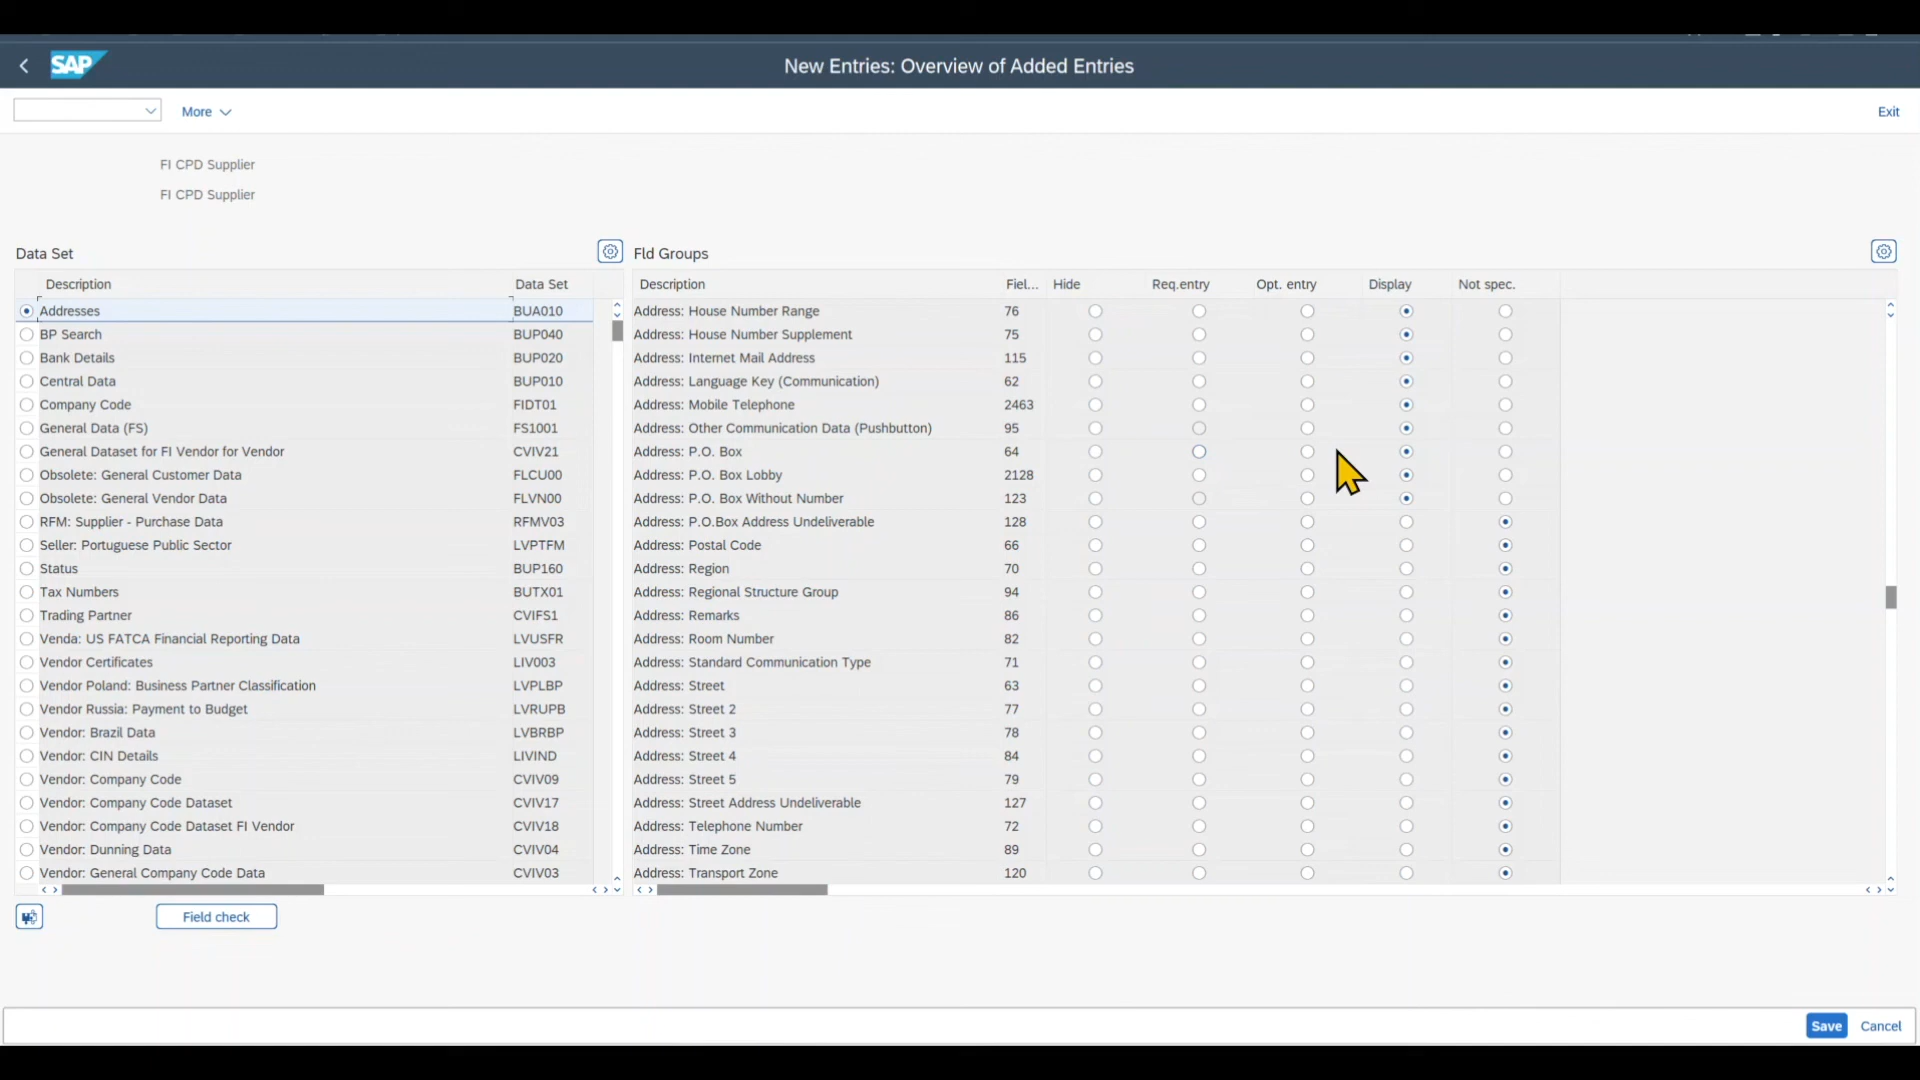 SAP
New Entries: Overview of Added Entries
More
Exit
FI CPD Supplier
FI CPD Supplier
Data Set
Fld Groups
Description Data Set
Description Fiel... Hide Req.entry Opt. entry Display Not spec.
Addresses BUA010
BP Search BUP040
Bank Details BUP020
Central Data BUP010
Company Code FIDT01
General Data (FS) FS1001
General Dataset for FI Vendor for Vendor CVIV21
Obsolete: General Customer Data FLCU00
Obsolete: General Vendor Data FLVN00
RFM: Supplier - Purchase Data RFMV03
Seller: Portuguese Public Sector LVPTFM
Status BUP160
Tax Numbers BUTX01
Trading Partner CVIFS1
Venda: US FATCA Financial Reporting Data LVUSFR
Vendor Certificates LIV003
Vendor Poland: Business Partner Classification LVPLBP
Vendor Russia: Payment to Budget LVRUPB
Vendor: Brazil Data LVBRBP
Vendor: CIN Details LIVIND
Vendor: Company Code CVIV09
Vendor: Company Code Dataset CVIV17
Vendor: Company Code Dataset FI Vendor CVIV18
Vendor: Dunning Data CVIV04
Vendor: General Company Code Data CVIV03
Address: House Number Range 76
Address: House Number Supplement 75
Address: Internet Mail Address 115
Address: Language Key (Communication) 62
Address: Mobile Telephone 2463
Address: Other Communication Data (Pushbutton) 95
Address: P.O. Box 64
Address: P.O. Box Lobby 2128
Address: P.O. Box Without Number 123
Address: P.O.Box Address Undeliverable 128
Address: Postal Code 66
Address: Region 70
Address: Regional Structure Group 94
Address: Remarks 86
Address: Room Number 82
Address: Standard Communication Type 71
Address: Street 63
Address: Street 2 77
Address: Street 3 78
Address: Street 4 84
Address: Street 5 79
Address: Street Address Undeliverable 127
Address: Telephone Number 72
Address: Time Zone 89
Address: Transport Zone 120
Field check
Save Cancel